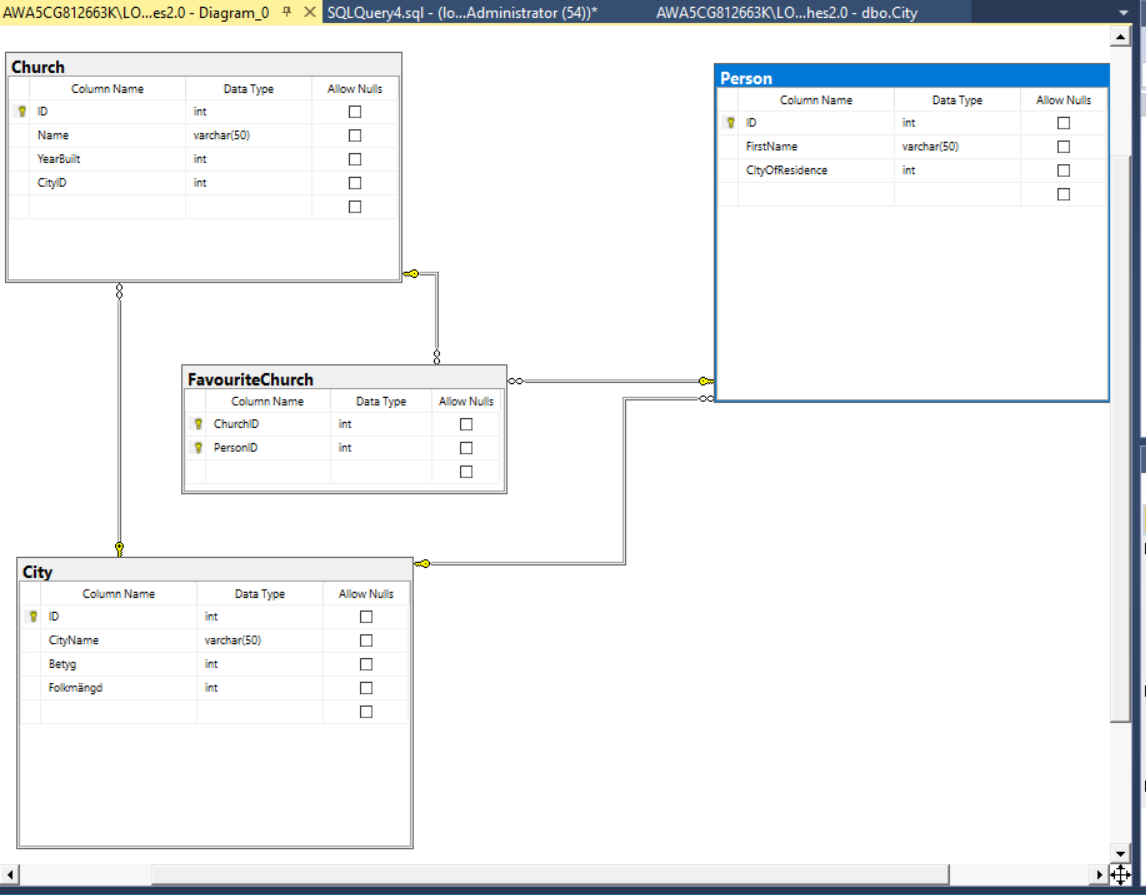 AWA5CG812663K\LO...es2.0 - Diagram_0 SQLQuery4.sql - (lo...Administrator (54))* AWA5CG812663K\LO...hes2.0 - dbo.City
Church
Column Name Data Type Allow Nulls
ID int
Name varchar(50)
YearBuilt int
CityID int
Person
Column Name Data Type Allow Nulls
ID int
FirstName varchar(50)
CItyOfResidence int
FavouriteChurch
Column Name Data Type Allow Nulls
ChurchID int
PersonID int
City
Column Name Data Type Allow Nulls
ID int
CityName varchar(50)
Betyg int
Folkmängd int